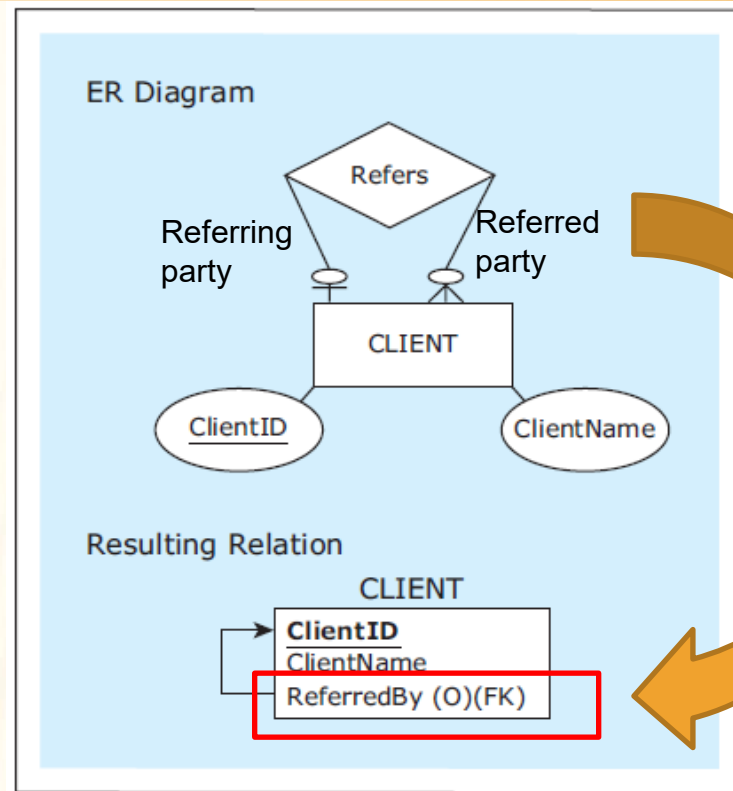 ER Diagram
Refers
Referring
party
Referred
party
CLIENT
ClientID
ClientName
Resulting Relation
CLIENT
ClientID
ClientName
ReferredBy (O)(FK)